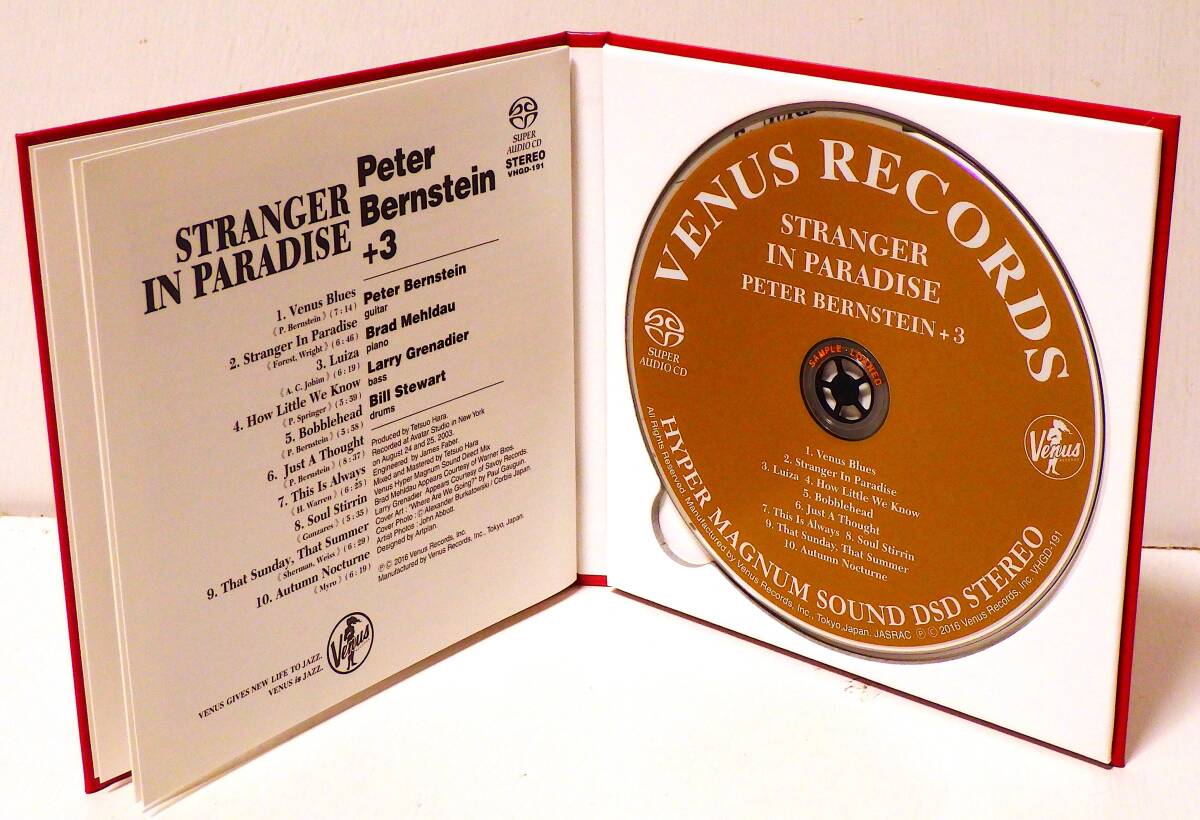 SUPER
AUDIO CD
STEREO
VHGD-191
STRANGER
IN PARADISE
Peter
Bernstein
+3
1. Venus Blues
《P. Bernstein》(7:14)
2. Stranger In Paradise
《Forest, Wright》(6:46)
3. Luiza
《A. C. Jobim》(6:19)
4. How Little We Know
《P. Springer》(5:39)
5. Bobblehead
《P. Bernstein》(5:58)
6. Just A Thought
《P. Bernstein》(8:37)
7. This Is Always
《H. Warren》(6:25)
8. Soul Stirrin
《Gonzares》(5:35)
9. That Sunday, That Summer
《Sherman, Weiss》(6:29)
10. Autumn Nocturne
《Myro》(6:19)
Peter Bernstein
guitar
Brad Mehldau
piano
Larry Grenadier
bass
Bill Stewart
drums
Produced by Tetsuo Hara.
Recorded at Avatar Studio in New York
on August 24 and 25, 2003.
Engineered by James Faber.
Mixed and Mastered by Tetsuo Hara
Venus Hyper Magnum Sound Direct Mix
Brad Mehldau Appears Courtesy of Warner Bros.
Larry Grenadier Appears Courtesy of Savoy Records.
Cover Art : "Where Are We Going?" by Paul Gauguin.
Cover Photo : © Alexander Burkatowski / Corbis Japan.
Artist Photos : John Abbott.
Designed by Artplan.
℗ © 2016 Venus Records, Inc.
Manufactured by Venus Records, Inc., Tokyo, Japan.
Venus
RECORDS
VENUS GIVES NEW LIFE TO JAZZ.
VENUS is JAZZ.
VENUS RECORDS
STRANGER
IN PARADISE
PETER BERNSTEIN + 3
SUPER
AUDIO CD
SAMPLE · LOANED
Venus
RECORDS
1. Venus Blues
2. Stranger In Paradise
3. Luiza 4. How Little We Know
5. Bobblehead
6. Just A Thought
7. This Is Always 8. Soul Stirrin
9. That Sunday, That Summer
10. Autumn Nocturne
HYPER MAGNUM SOUND DSD STEREO
All Rights Reserved. Manufactured by Venus Records, Inc., Tokyo, Japan. JASRAC ℗ © 2016 Venus Records, Inc. VHGD-191